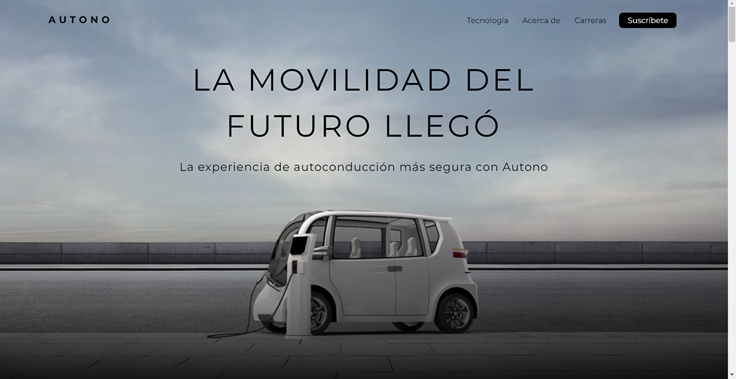 AUTONO
Tecnología
Acerca de
Carreras
Suscríbete
LA MOVILIDAD DEL
FUTURO LLEGÓ
La experiencia de autoconducción más segura con Autono